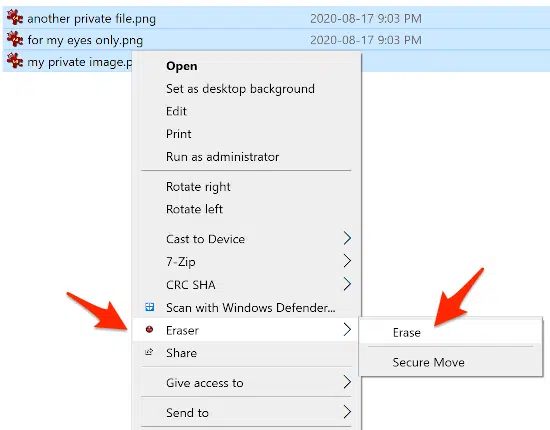 another private file.png 2020-08-17 9:03 PM
for my eyes only.png 2020-08-17 9:03 PM
my private image.p
Open
Set as desktop background
Edit
Print
Run as administrator
Rotate right
Rotate left
Cast to Device
7-Zip
CRC SHA
Scan with Windows Defender...
Eraser
Erase
Share
Secure Move
Give access to
Send to